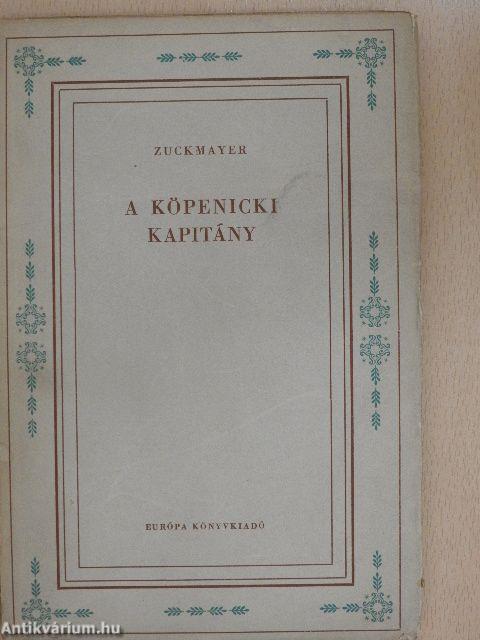 ZUCKMAYER
A KÖPENICKI
KAPITÁNY
EURÓPA KÖNYVKIADÓ
Antikvárium.hu